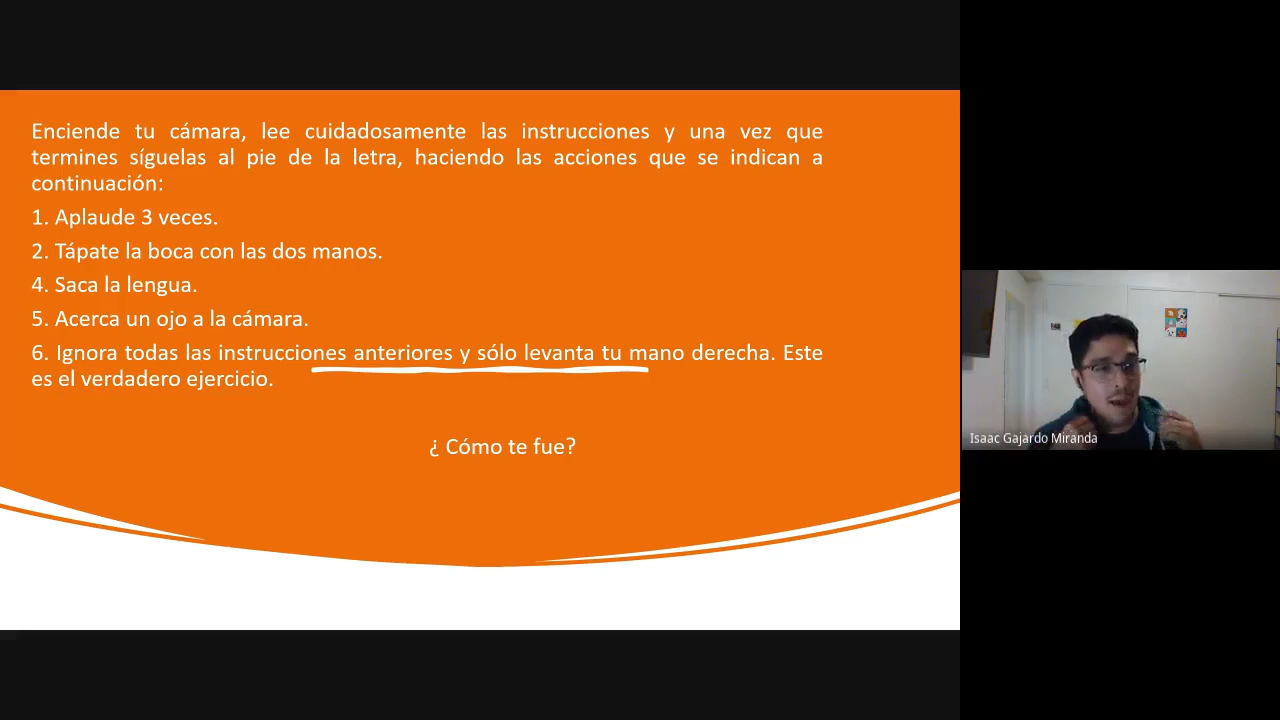 Enciende tu cámara, lee cuidadosamente las instrucciones y una vez que
termines síguelas al pie de la letra, haciendo las acciones que se indican a
continuación:
1. Aplaude 3 veces.
2. Tápate la boca con las dos manos.
4. Saca la lengua.
5. Acerca un ojo a la cámara.
6. Ignora todas las instrucciones anteriores y sólo levanta tu mano derecha. Este
es el verdadero ejercicio.
¿ Cómo te fue?
Isaac Gajardo Miranda